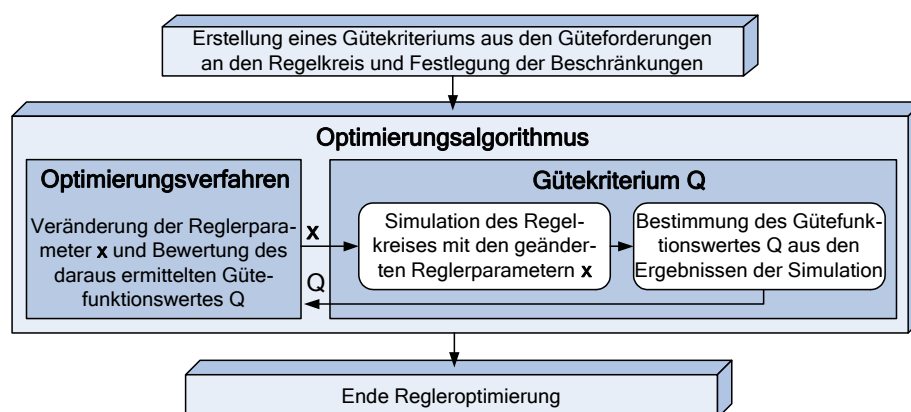 Erstellung eines Gütekriteriums aus den Güteforderungen
an den Regelkreis und Festlegung der Beschränkungen
Optimierungsalgorithmus
Optimierungsverfahren
Veränderung der Reglerpara-
meter x und Bewertung des
daraus ermittelten Güte-
funktionswertes Q
x
Q
Gütekriterium Q
Simulation des Regel-
kreises mit den geänder-
ten Reglerparametern x
Bestimmung des Gütefunk-
tionswertes Q aus den
Ergebnissen der Simulation
Ende Regleroptimierung